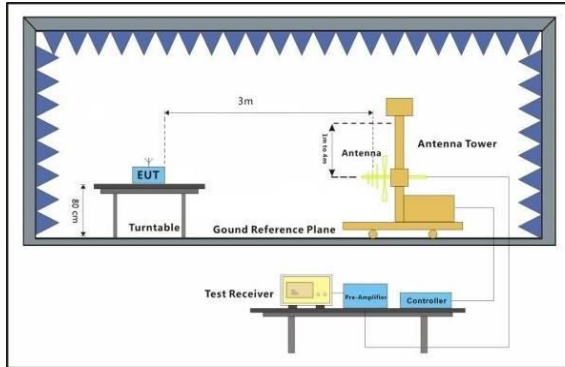 3m
1m to 4m
Antenna
Antenna Tower
EUT
80 cm
Turntable
Gound Reference Plane
Test Receiver
Pre-Amplifier
Controller